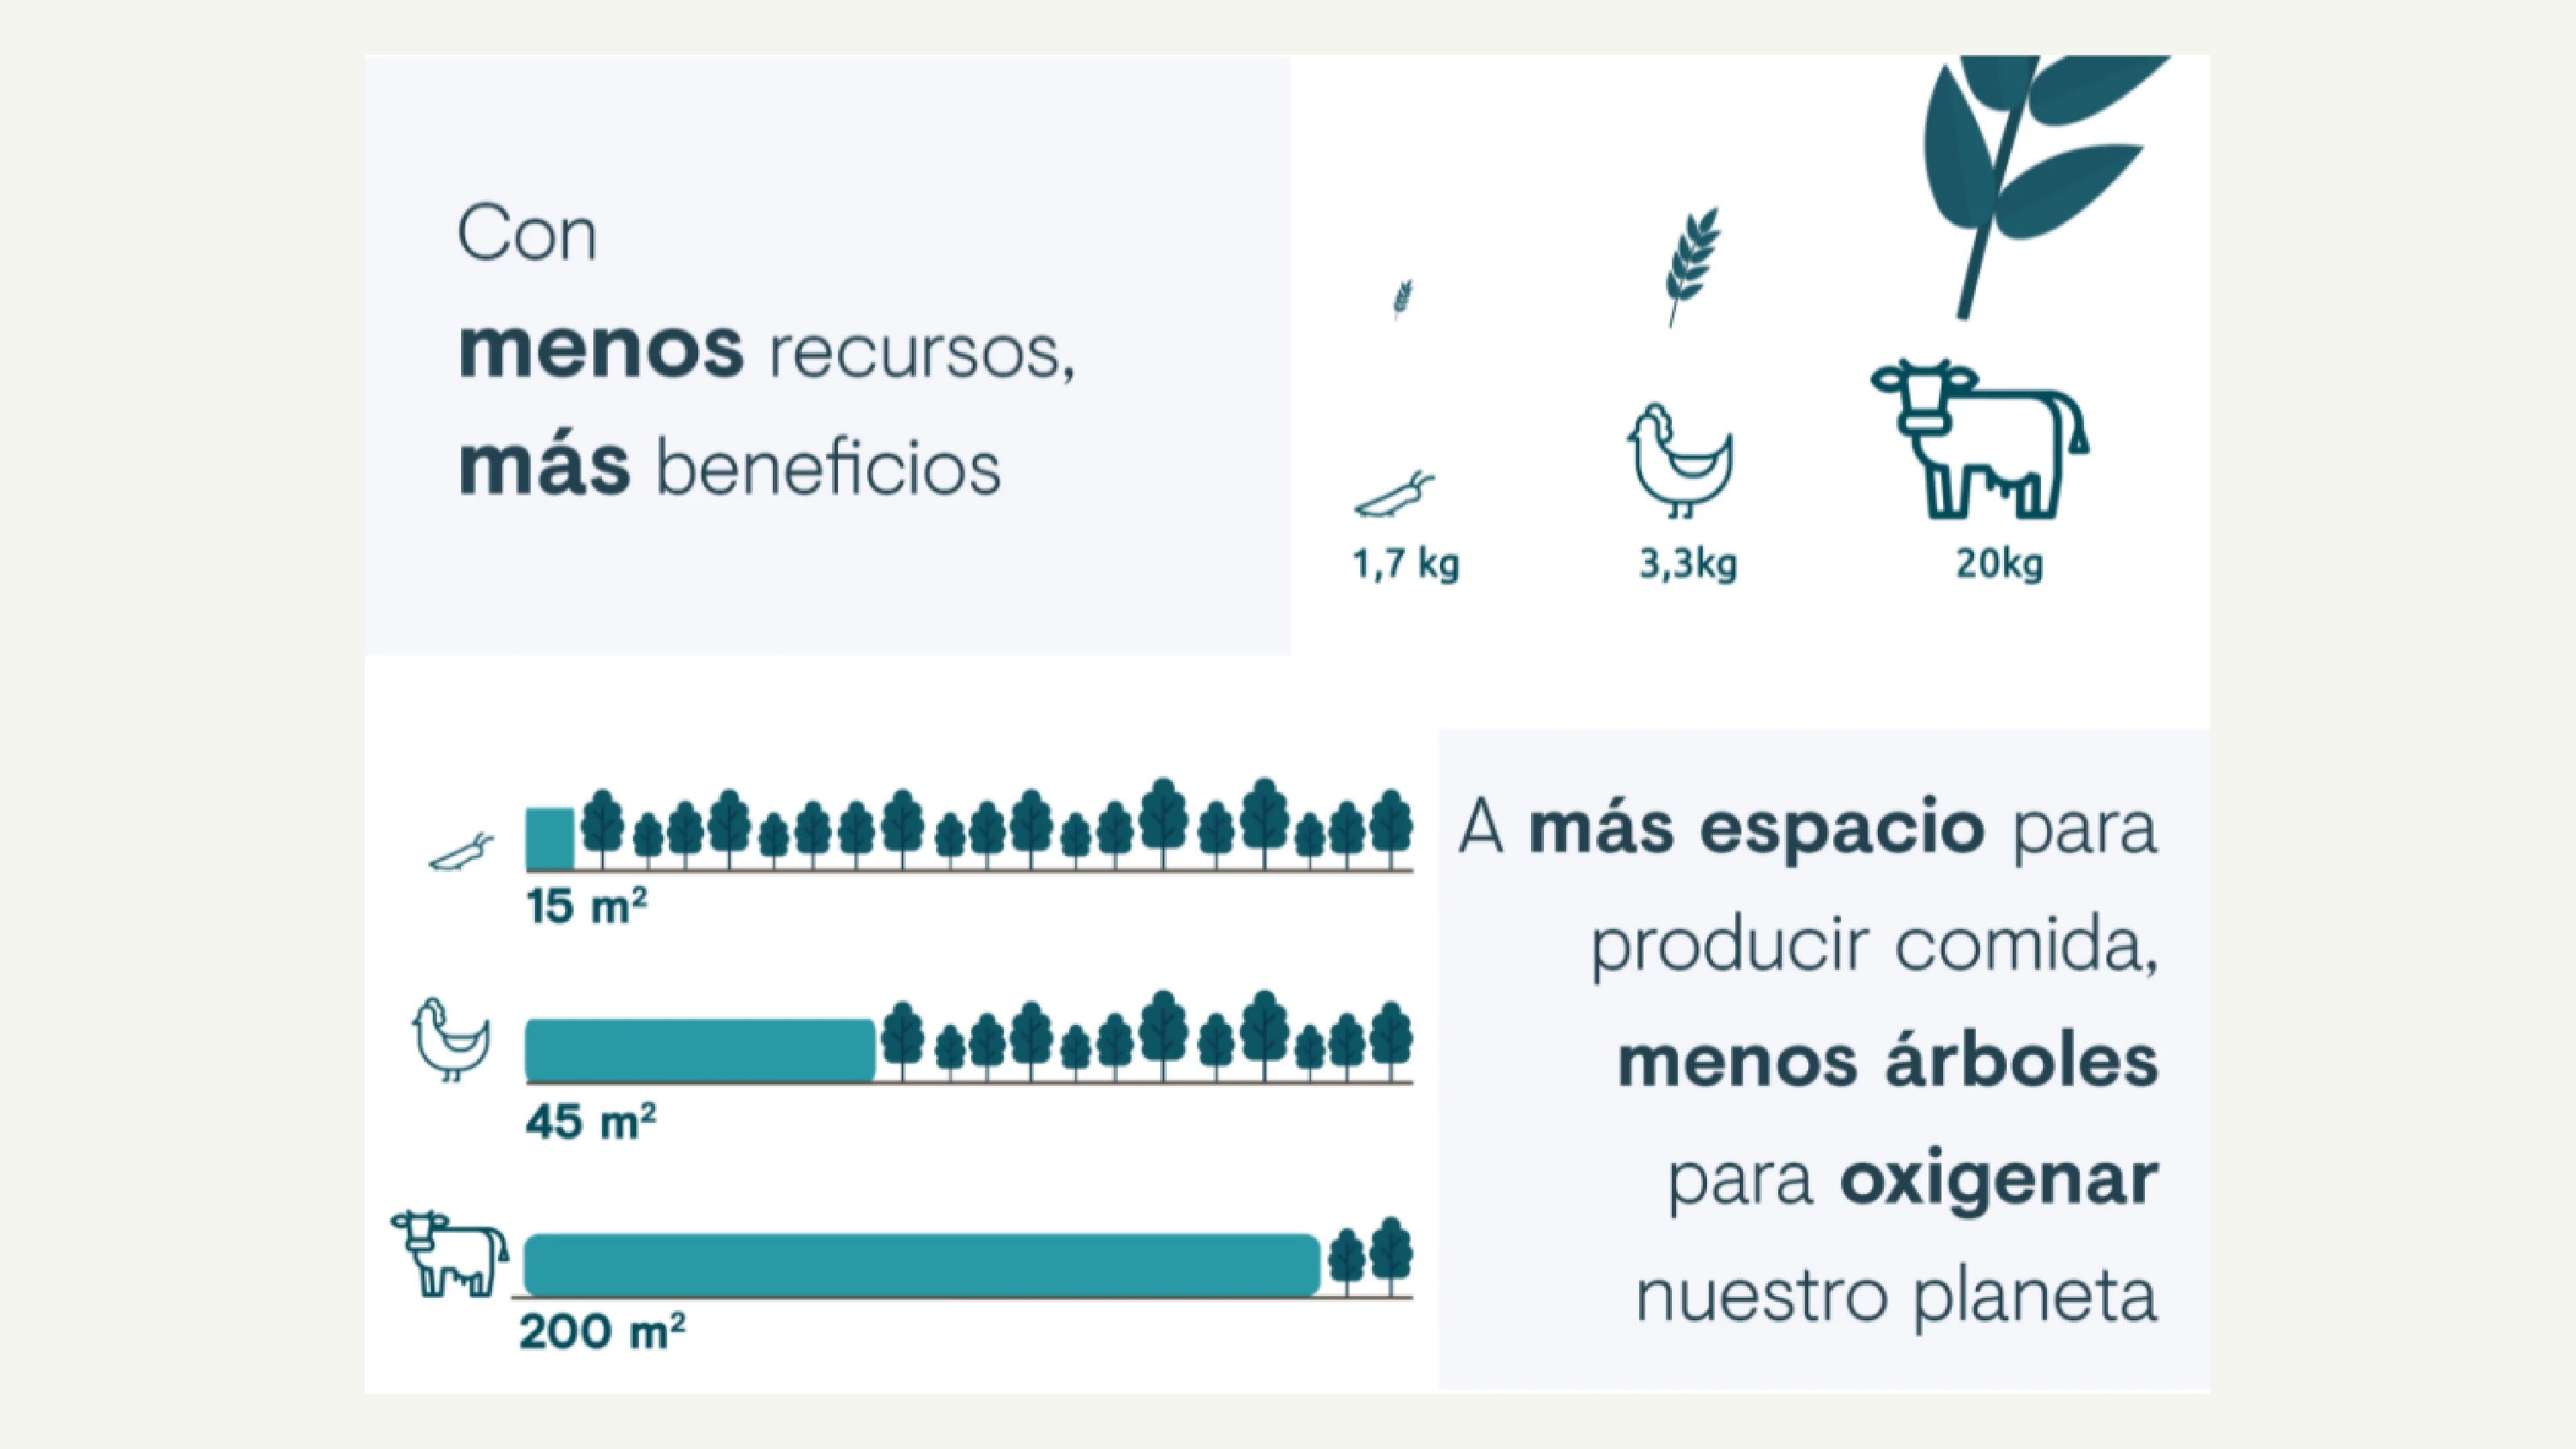 Con
menos recursos,
más beneficios
1,7 kg
3,3kg
20kg
15 m²
45 m²
200 m²
A más espacio para
producir comida,
menos árboles
para oxigenar
nuestro planeta